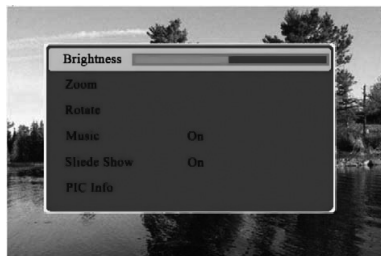 Brightness
Zoom
Rotate
Music On
Sliede Show On
PIC Info